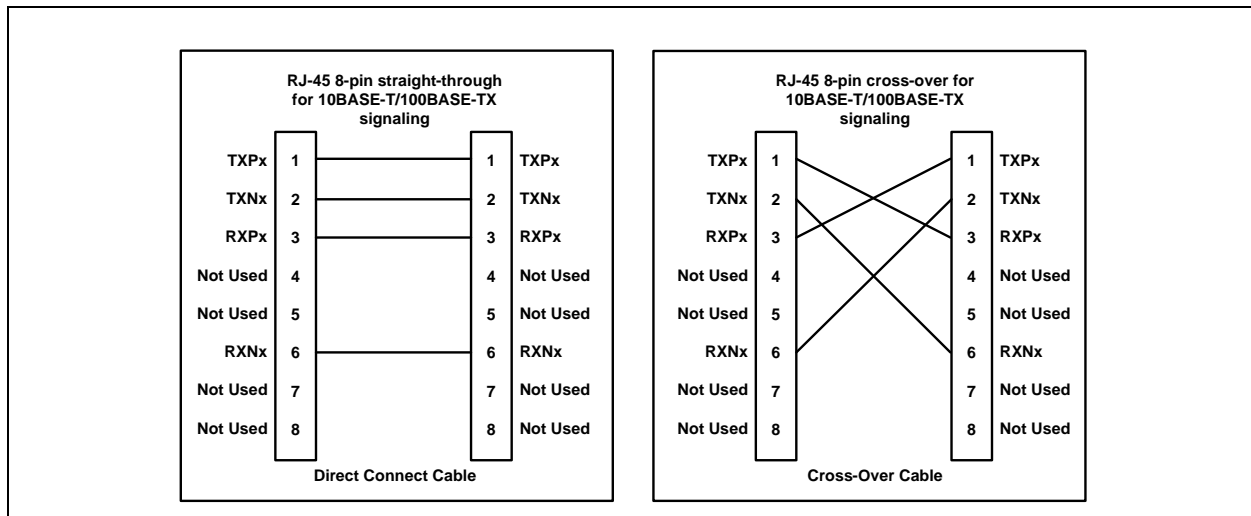 RJ-45 8-pin straight-through
for 10BASE-T/100BASE-TX
signaling
TXPx 1 1 TXPx
TXNx 2 2 TXNx
RXPx 3 3 RXPx
Not Used 4 4 Not Used
Not Used 5 5 Not Used
RXNx 6 6 RXNx
Not Used 7 7 Not Used
Not Used 8 8 Not Used
Direct Connect Cable
RJ-45 8-pin cross-over for
10BASE-T/100BASE-TX
signaling
TXPx 1 1 TXPx
TXNx 2 2 TXNx
RXPx 3 3 RXPx
Not Used 4 4 Not Used
Not Used 5 5 Not Used
RXNx 6 6 RXNx
Not Used 7 7 Not Used
Not Used 8 8 Not Used
Cross-Over Cable